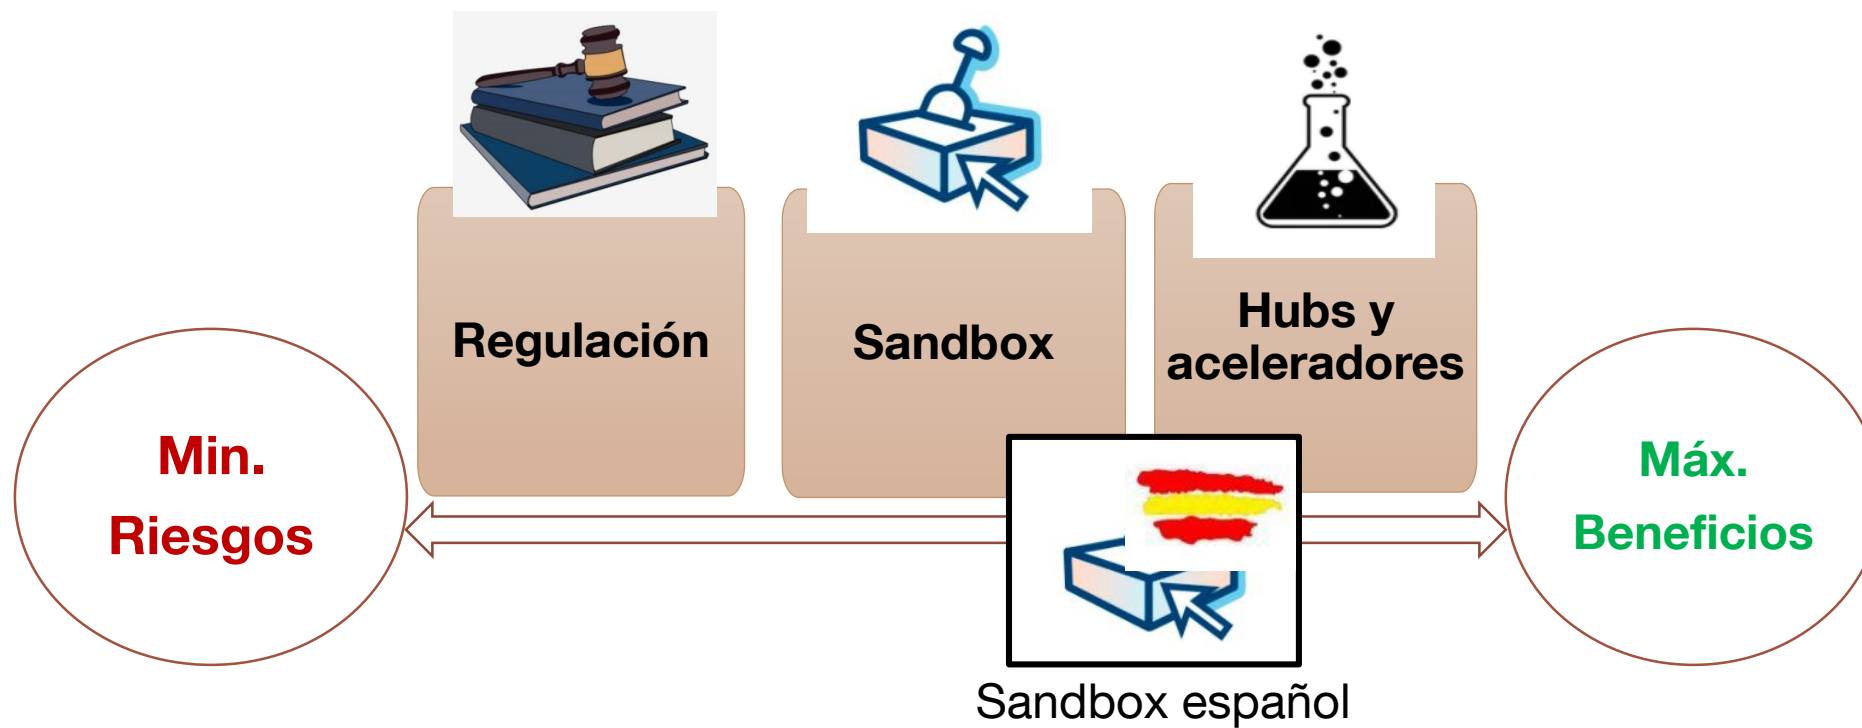 Regulación
Sandbox
Hubs y
aceleradores
Min.
Riesgos
Máx.
Beneficios
Sandbox español